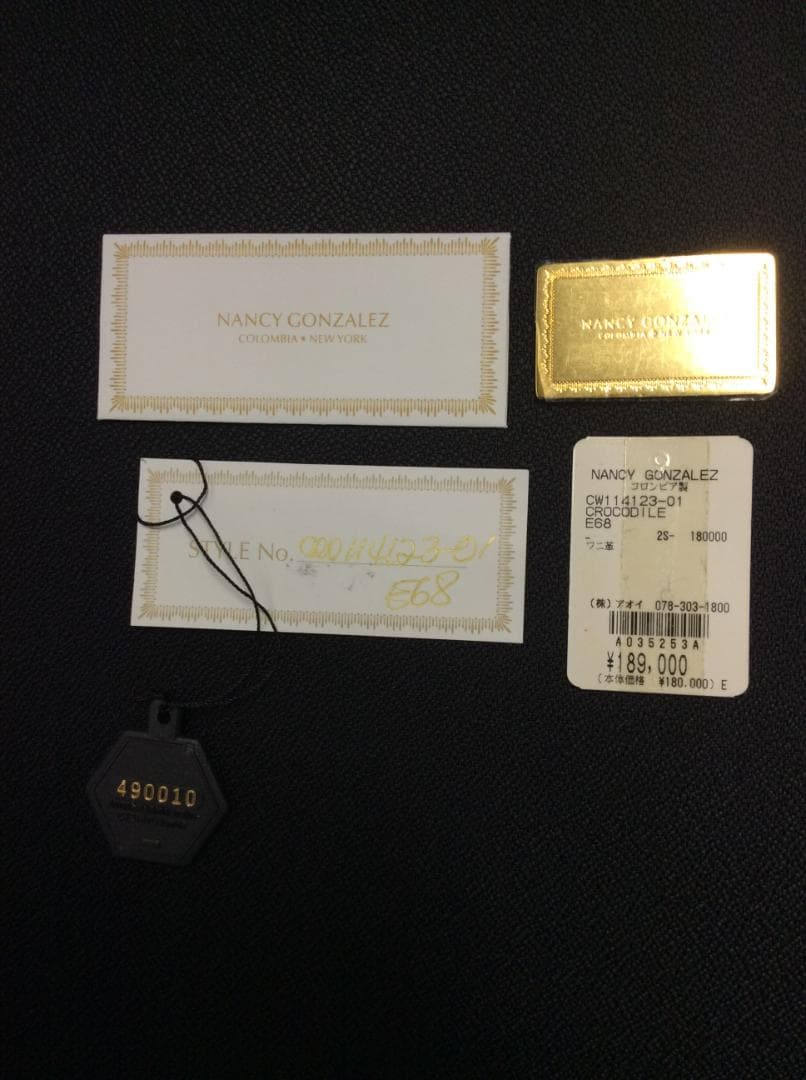 NANCY GONZALEZ
COLOMBIA ★ NEW YORK
NANCY GONZALEZ
COLOMBIA ★ NEW YORK
STYLE No. CW114123-01
E68
NANCY GONZALEZ
コロンビア製
CW114123-01
CROCODILE
E68
2S- 180000
ワニ革
(株) アオイ 078-303-1800
A035253A
¥189,000
(本体価格 ¥180.000) E
490010